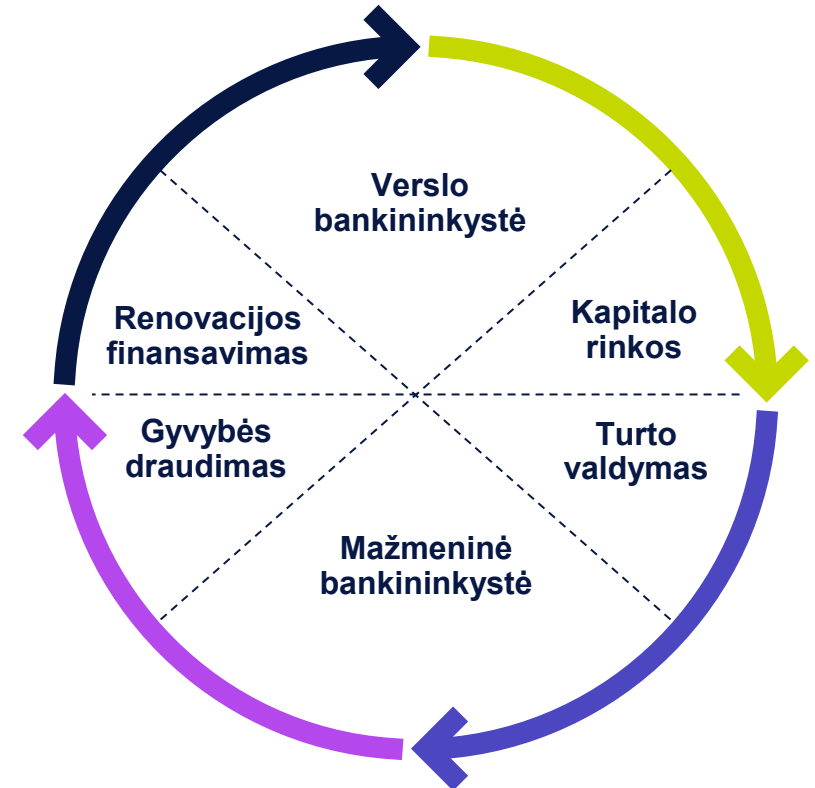 Verslo
bankininkystė
Kapitalo
rinkos
Turto
valdymas
Mažmeninė
bankininkystė
Gyvybės
draudimas
Renovacijos
finansavimas